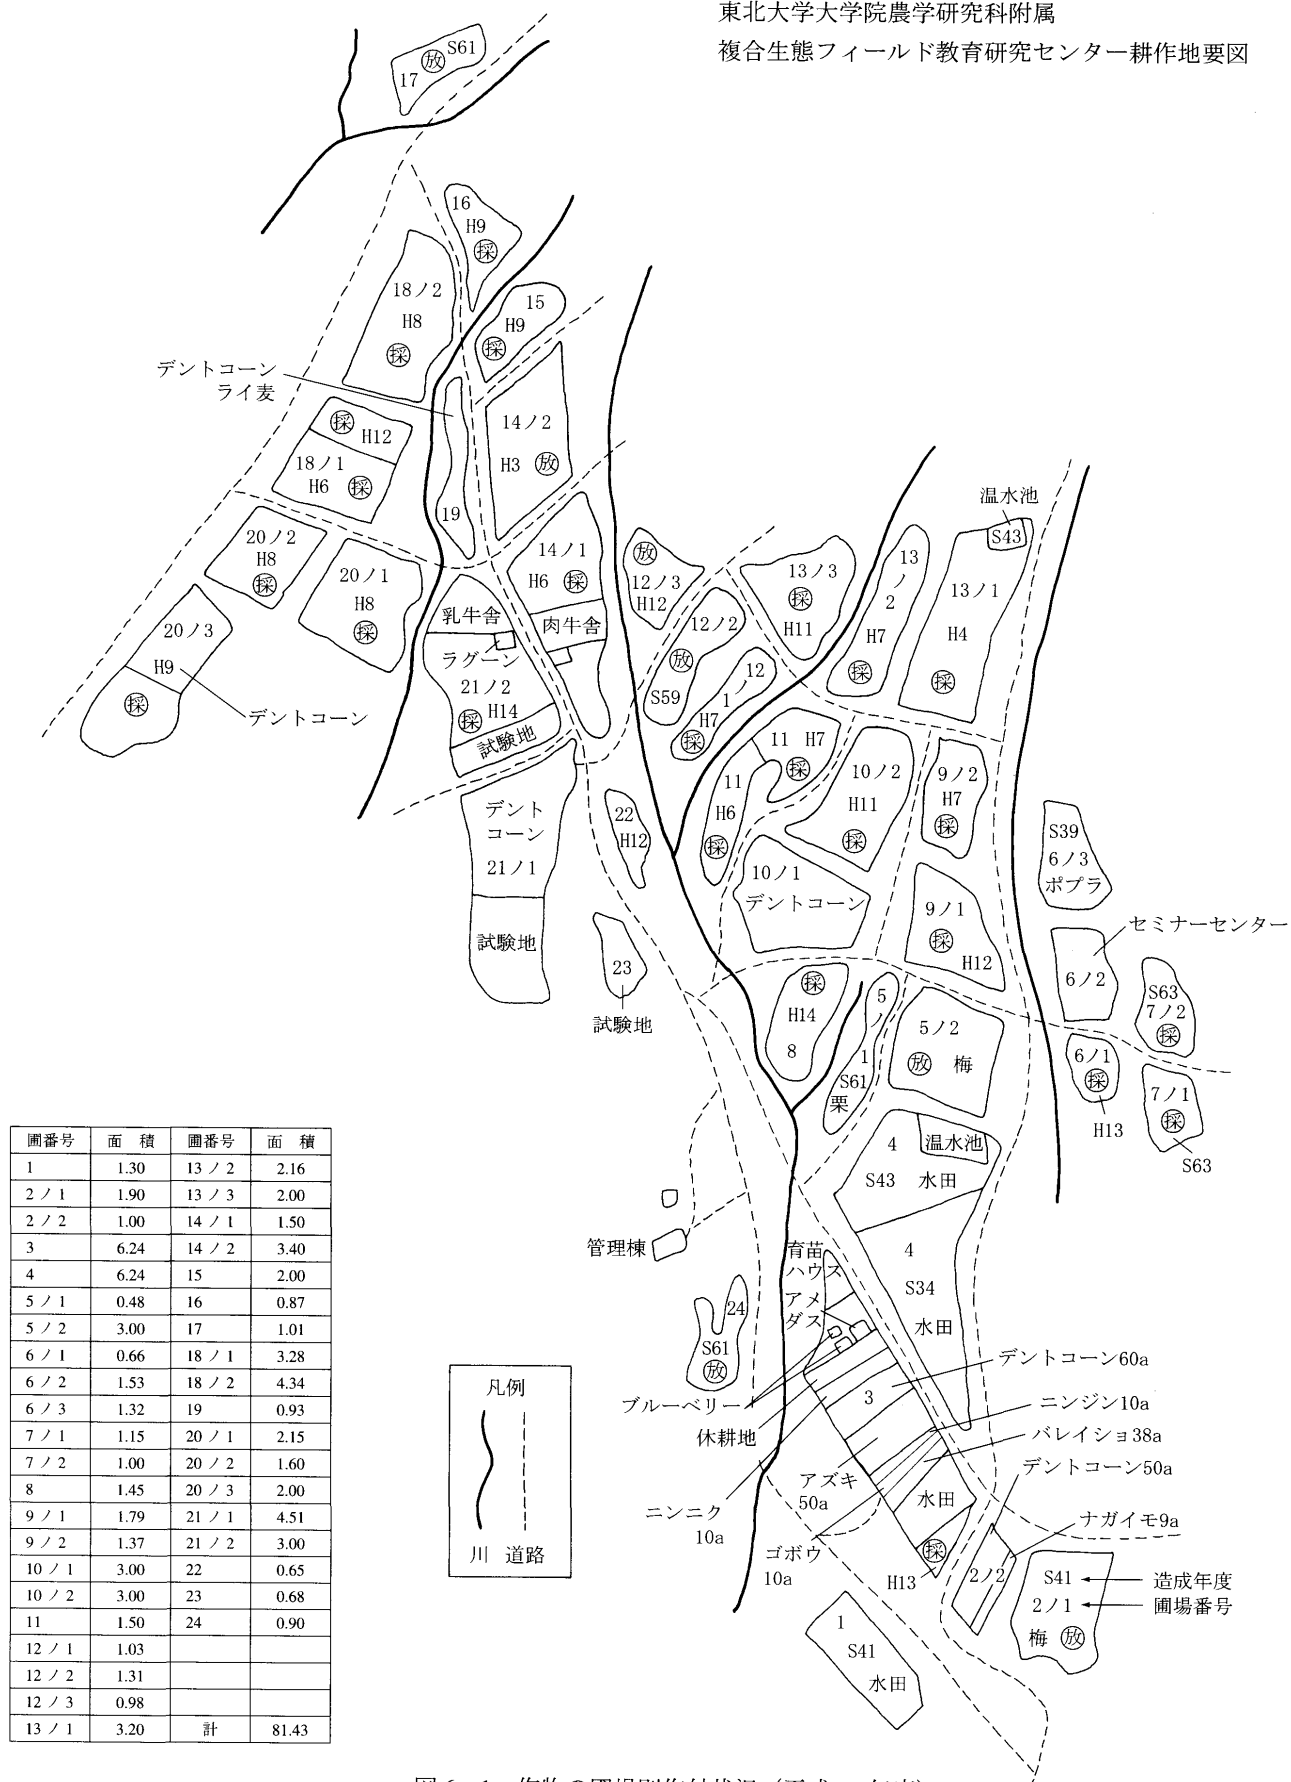 東北大学大学院農学研究科附属
複合生態フィールド教育研究センター耕作地要図
17 放 S61
16
H9
採
18ノ2
H8
採
15
H9
採
デントコーン
ライ麦
19
14ノ2
H3 放
採 H12
18ノ1
H6 採
20ノ2
H8
採
20ノ1
H8
採
20ノ3
H9
採
デントコーン
14ノ1
H6 採
肉牛舎
乳牛舎
ラグーン
21ノ2
採 H14
試験地
デント
コーン
21ノ1
試験地
22
H12
23
試験地
放
12ノ3
H12
12ノ2
放
S59
12ノ1
H7
採
13ノ3
採
H11
13ノ2
H7
採
温水池
S43
13ノ1
H4
採
11 H7
採
11
H6
採
10ノ2
H11
採
9ノ2
H7
採
10ノ1
デントコーン
9ノ1
採
H12
S39
6ノ3
ポプラ
セミナーセンター
6ノ2
S63
7ノ2
採
6ノ1
採
H13
7ノ1
採
S63
採
H14
8
5ノ1
S61
栗
5ノ2
放 梅
4
温水池
S43 水田
4
S34
水田
管理棟
育苗
ハウス
アメ
ダス
24
S61
放
ブルーベリー
休耕地
ニンニク
10a
3
アズキ
50a
ゴボウ
10a
デントコーン60a
ニンジン10a
バレイショ38a
デントコーン50a
ナガイモ9a
水田
採
H13
2ノ2
S41 造成年度
2ノ1 圃場番号
梅 放
1
S41
水田
凡例
川 道路
圃番号 面 積 圃番号 面 積
1 1.30 13ノ2 2.16
2ノ1 1.90 13ノ3 2.00
2ノ2 1.00 14ノ1 1.50
3 6.24 14ノ2 3.40
4 6.24 15 2.00
5ノ1 0.48 16 0.87
5ノ2 3.00 17 1.01
6ノ1 0.66 18ノ1 3.28
6ノ2 1.53 18ノ2 4.34
6ノ3 1.32 19 0.93
7ノ1 1.15 20ノ1 2.15
7ノ2 1.00 20ノ2 1.60
8 1.45 20ノ3 2.00
9ノ1 1.79 21ノ1 4.51
9ノ2 1.37 21ノ2 3.00
10ノ1 3.00 22 0.65
10ノ2 3.00 23 0.68
11 1.50 24 0.90
12ノ1 1.03
12ノ2 1.31
12ノ3 0.98
13ノ1 3.20 計 81.43